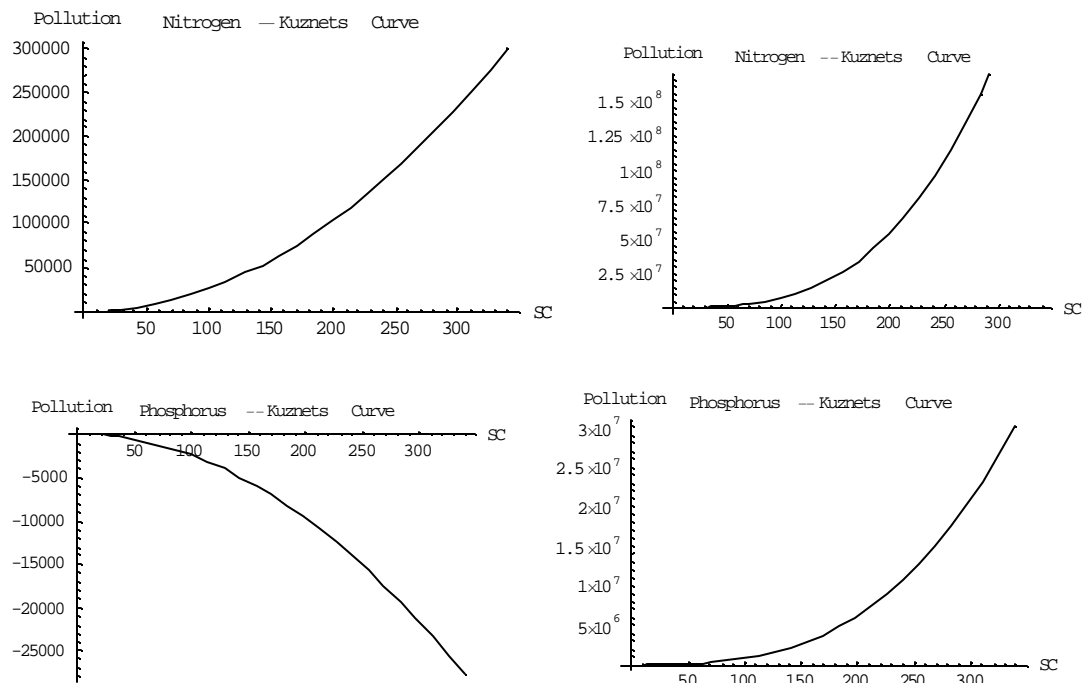 Pollution Nitrogen — Kuznets Curve
300000
250000
200000
150000
100000
50000
50 100 150 200 250 300
SC
Pollution Nitrogen -- Kuznets Curve
1.5 ×10^8
1.25 ×10^8
1×10^8
7.5 ×10^7
5×10^7
2.5 ×10^7
50 100 150 200 250 300
SC
Pollution Phosphorus -- Kuznets Curve
SC
50 100 150 200 250 300
-5000
-10000
-15000
-20000
-25000
Pollution Phosphorus -- Kuznets Curve
3×10^7
2.5×10^7
2×10^7
1.5×10^7
1×10^7
5×10^6
SC
50 100 150 200 250 300